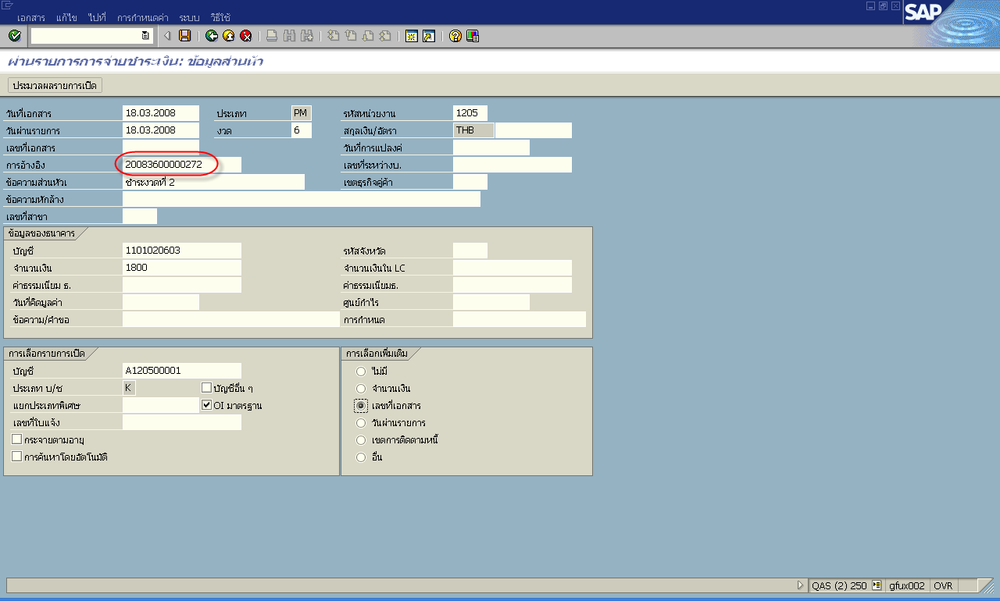 เอกสาร แก้ไข ไปที่ การกำหนดค่า ระบบ วิธีใช้
SAP
ผ่านรายการการจ่ายชำระเงิน: ข้อมูลส่วนหัว
ประมวลผลรายการเปิด
วันที่เอกสาร 18.03.2008 ประเภท PM รหัสหน่วยงาน 1205
วันผ่านรายการ 18.03.2008 งวด 6 สกุลเงิน/อัตรา THB
เลขที่เอกสาร วันที่การแปลงค่
การอ้างอิง 20083600000272 เลขที่ระหว่างบ.
ข้อความส่วนหัวเ ชำระงวดที่ 2 เขตธุรกิจคู่ค้า
ข้อความหักล้าง
เลขที่สาขา
ข้อมูลของธนาคาร
บัญชี 1101020603 รหัสจังหวัด
จำนวนเงิน 1800 จำนวนเงินใน LC
ค่าธรรมเนียม ธ. ค่าธรรมเนียมธ.
วันที่คิดมูลค่า ศูนย์กำไร
ข้อความ/คำขอ การกำหนด
การเลือกรายการเปิด การเลือกเพิ่มเติม
บัญชี A120500001 ไม่มี
ประเภท บ/ช K บัญชีอื่น ๆ จำนวนเงิน
แยกประเภทพิเศษ OI มาตรฐาน เลขที่เอกสาร
เลขที่ใบแจ้ง วันผ่านรายการ
กระจายตามอายุ เขตการติดตามหนี้
การค้นหาโดยอัตโนมัติ อื่น
QAS (2) 250 gfux002 OVR